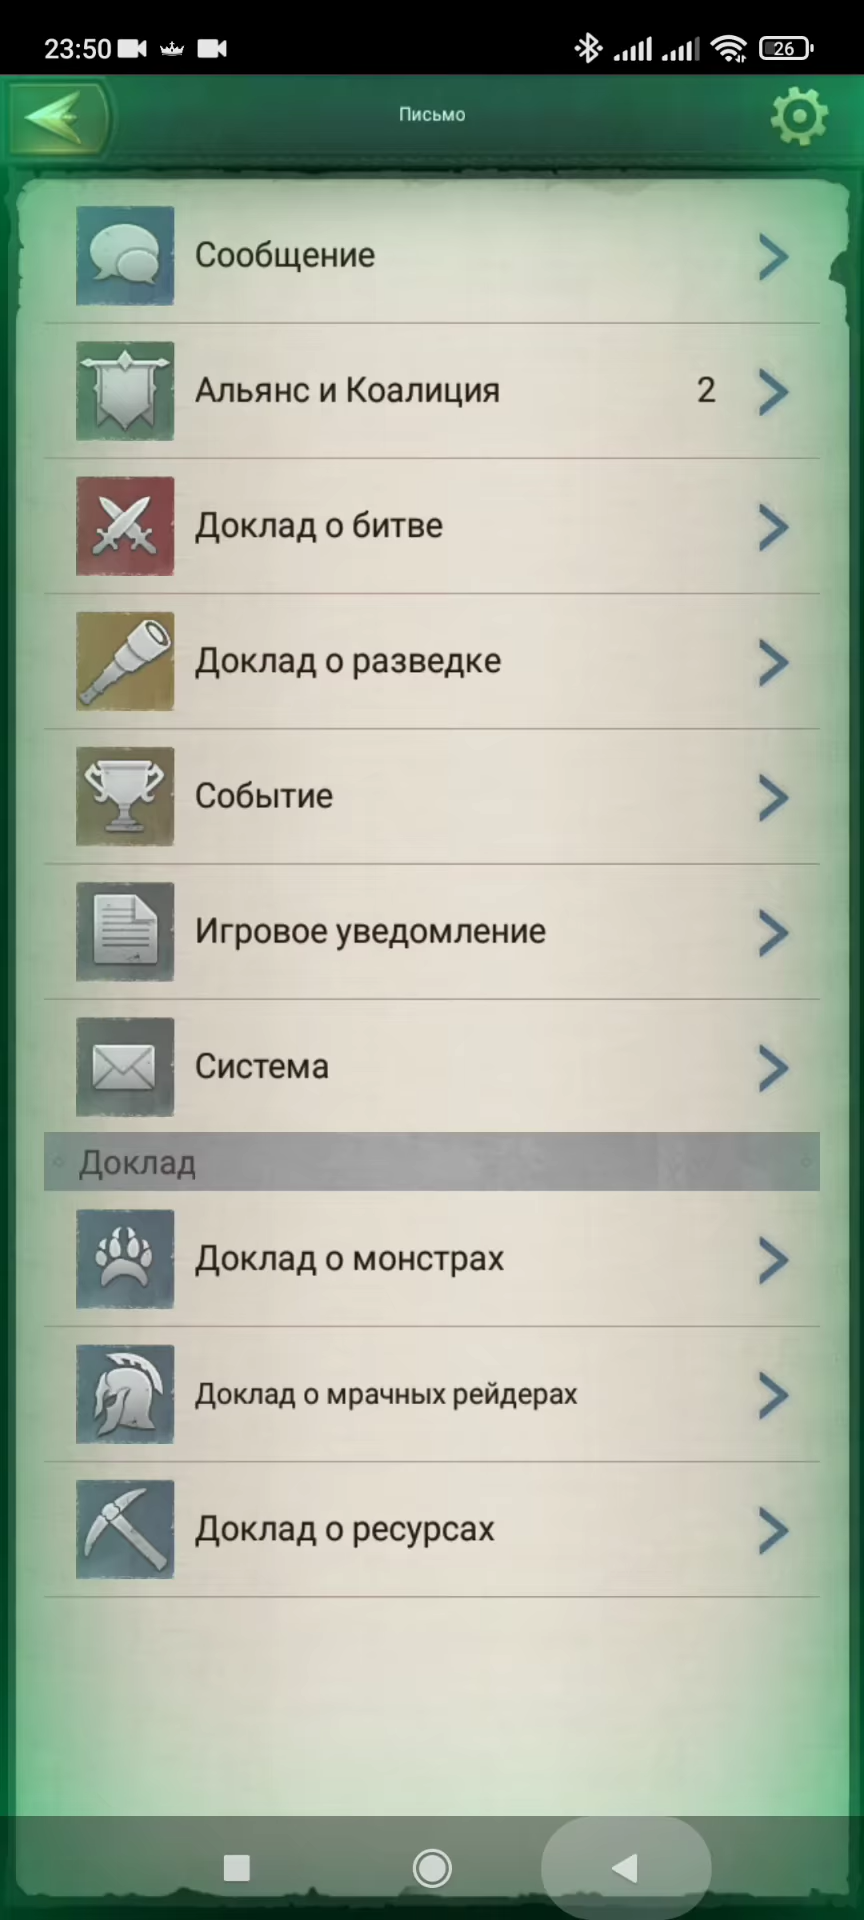 23:50
26
Письмо
Сообщение
Альянс и Коалиция 2
Доклад о битве
Доклад о разведке
Событие
Игровое уведомление
Система
Доклад
Доклад о монстрах
Доклад о мрачных рейдерах
Доклад о ресурсах